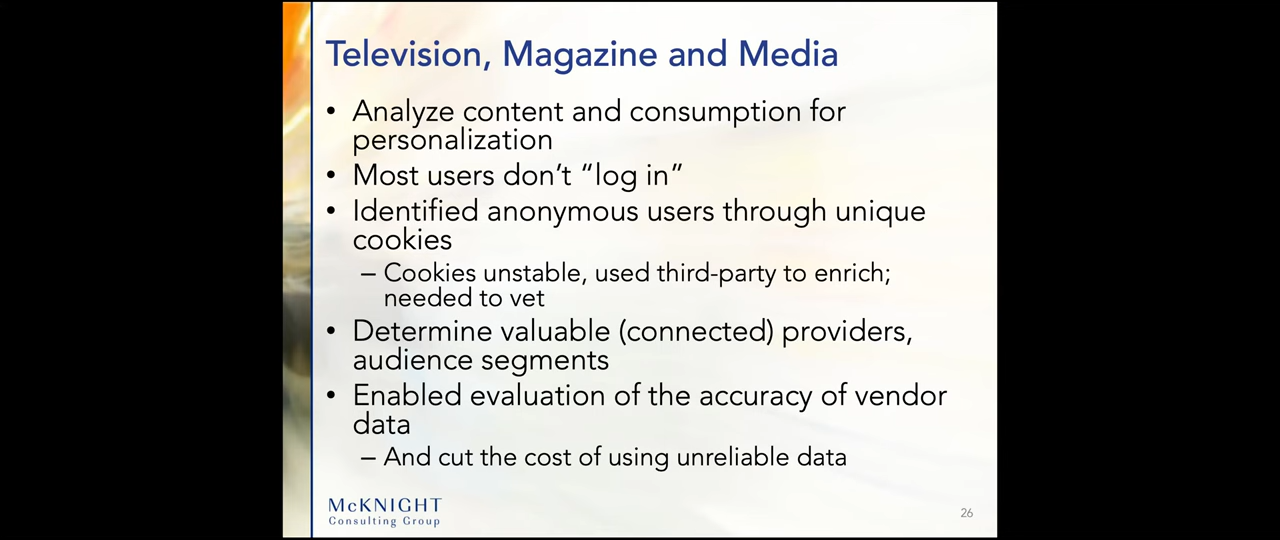 Television, Magazine and Media
• Analyze content and consumption for
personalization
• Most users don’t “log in”
• Identified anonymous users through unique
cookies
– Cookies unstable, used third-party to enrich;
needed to vet
• Determine valuable (connected) providers,
audience segments
• Enabled evaluation of the accuracy of vendor
data
– And cut the cost of using unreliable data
McKNIGHT
Consulting Group
26